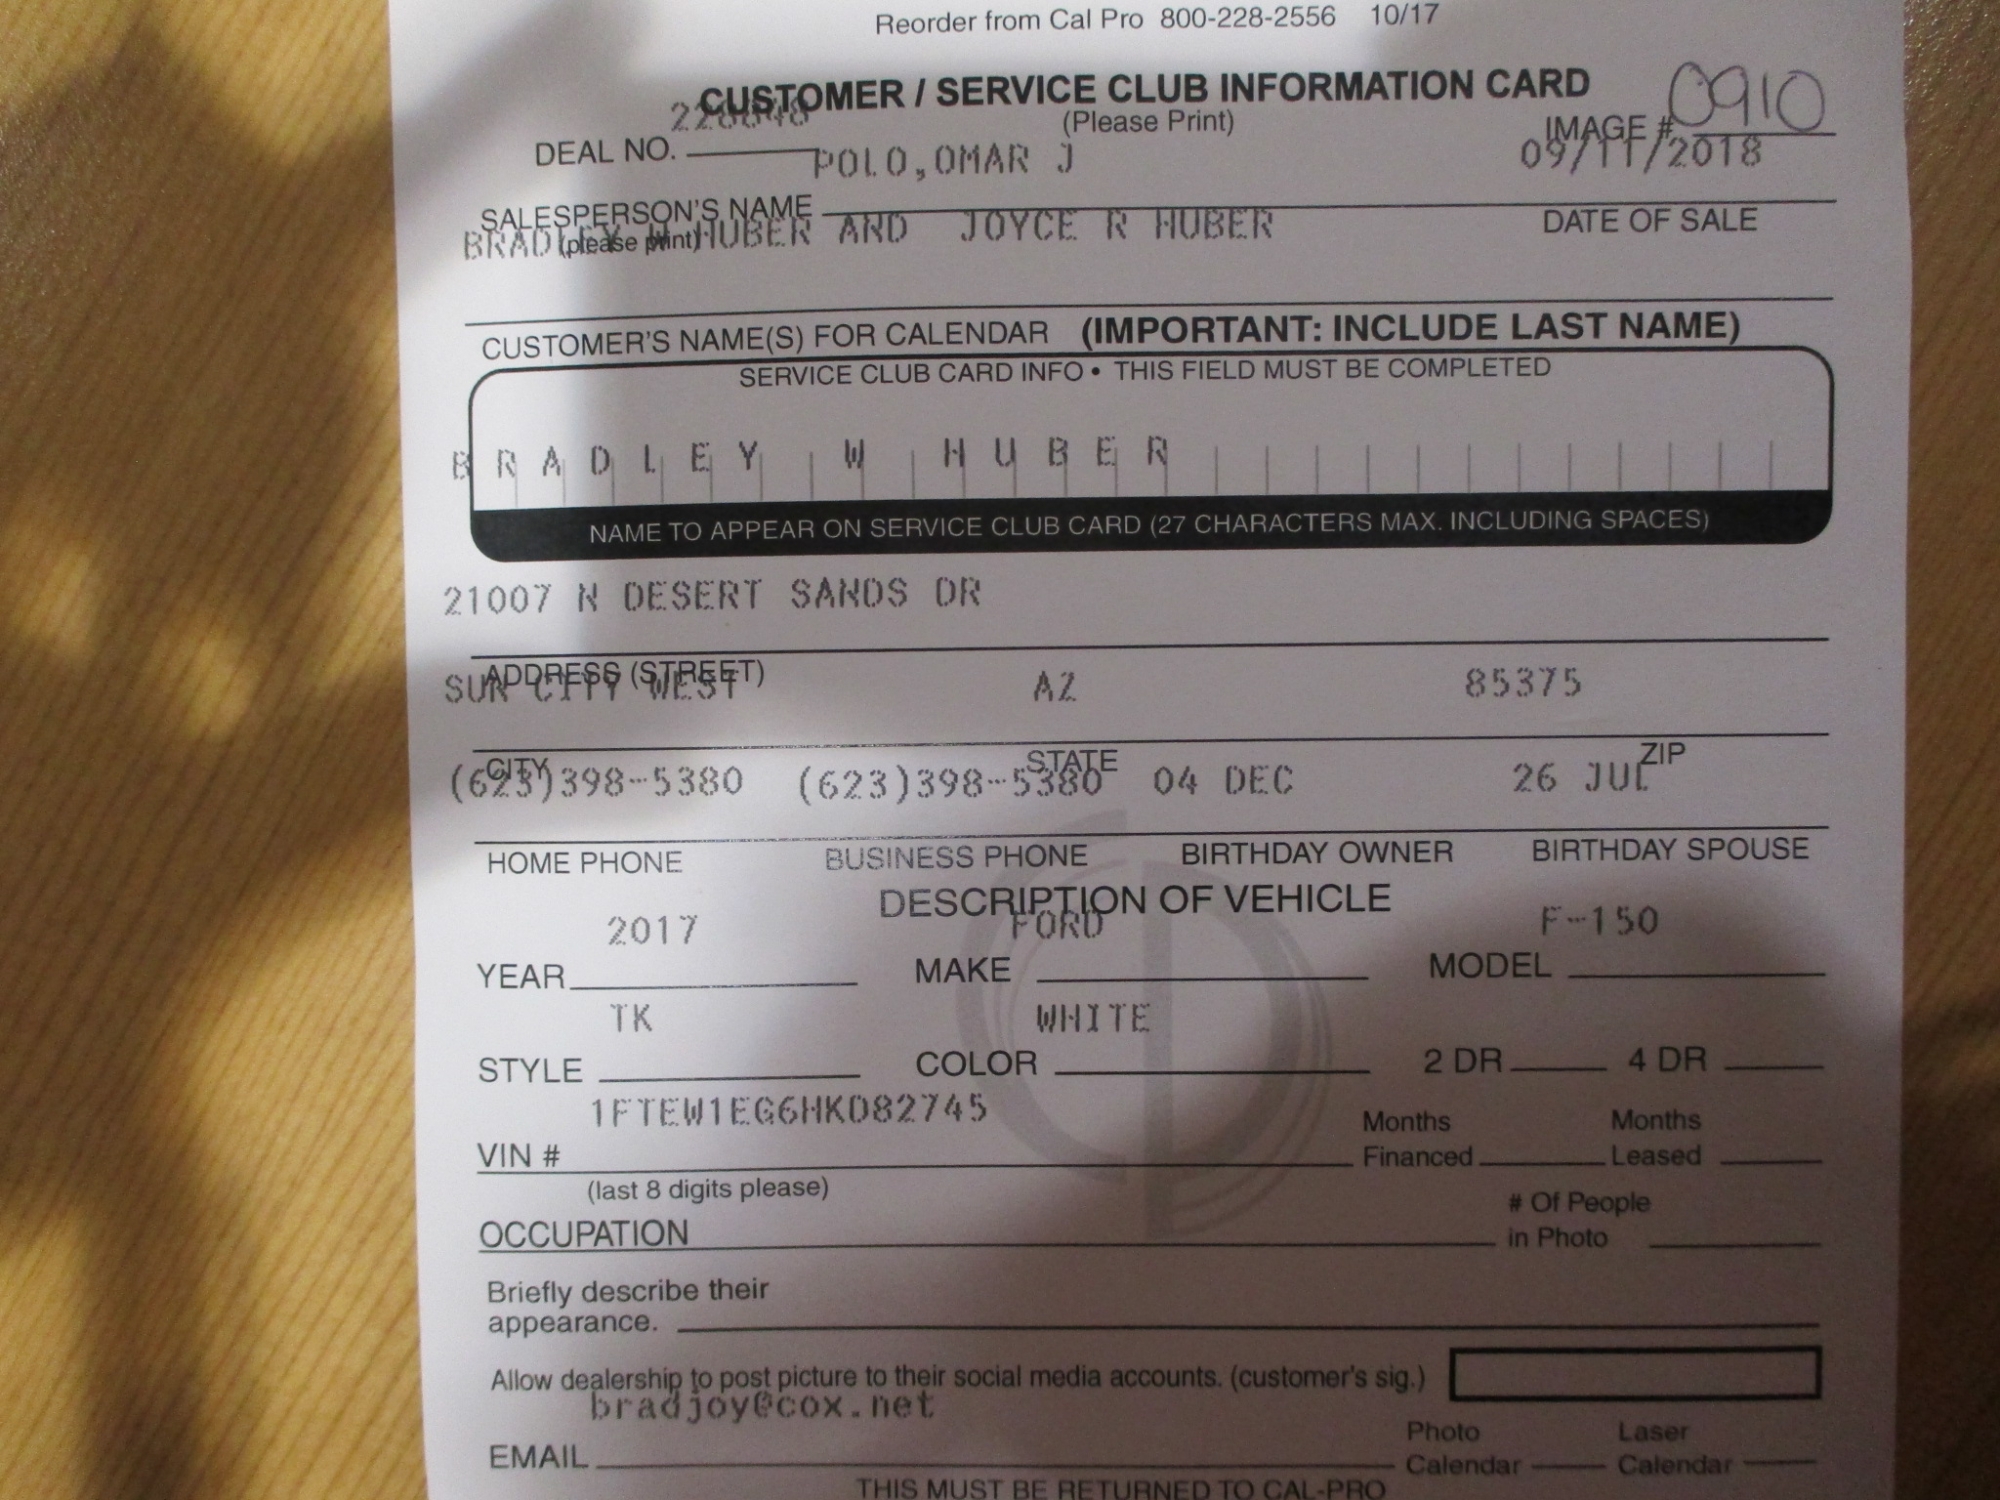 Reorder from Cal Pro 800-228-2556 10/17
CUSTOMER / SERVICE CLUB INFORMATION CARD 0910
(Please Print) IMAGE #
DEAL NO. POLO,OMAR J 09/11/2018
SALESPERSON'S NAME DATE OF SALE
(please print)
BRADLEY W HUBER AND JOYCE R HUBER
CUSTOMER'S NAME(S) FOR CALENDAR (IMPORTANT: INCLUDE LAST NAME)
SERVICE CLUB CARD INFO • THIS FIELD MUST BE COMPLETED
BRADLEY W HUBER
NAME TO APPEAR ON SERVICE CLUB CARD (27 CHARACTERS MAX. INCLUDING SPACES)
21007 N DESERT SANDS DR
ADDRESS (STREET)
SUN CITY WEST AZ 85375
CITY STATE ZIP
(623)398-5380 (623)398-5380 04 DEC 26 JUL
HOME PHONE BUSINESS PHONE BIRTHDAY OWNER BIRTHDAY SPOUSE
DESCRIPTION OF VEHICLE
2017 FORD F-150
YEAR MAKE MODEL
TK WHITE
STYLE COLOR 2 DR 4 DR
1FTEW1EG6HKD82745
VIN # Months Financed Months Leased
(last 8 digits please)
OCCUPATION # Of People in Photo
Briefly describe their
appearance.
Allow dealership to post picture to their social media accounts. (customer's sig.)
bradjoy@cox.net
EMAIL Photo Calendar Laser Calendar
THIS MUST BE RETURNED TO CAL-PRO